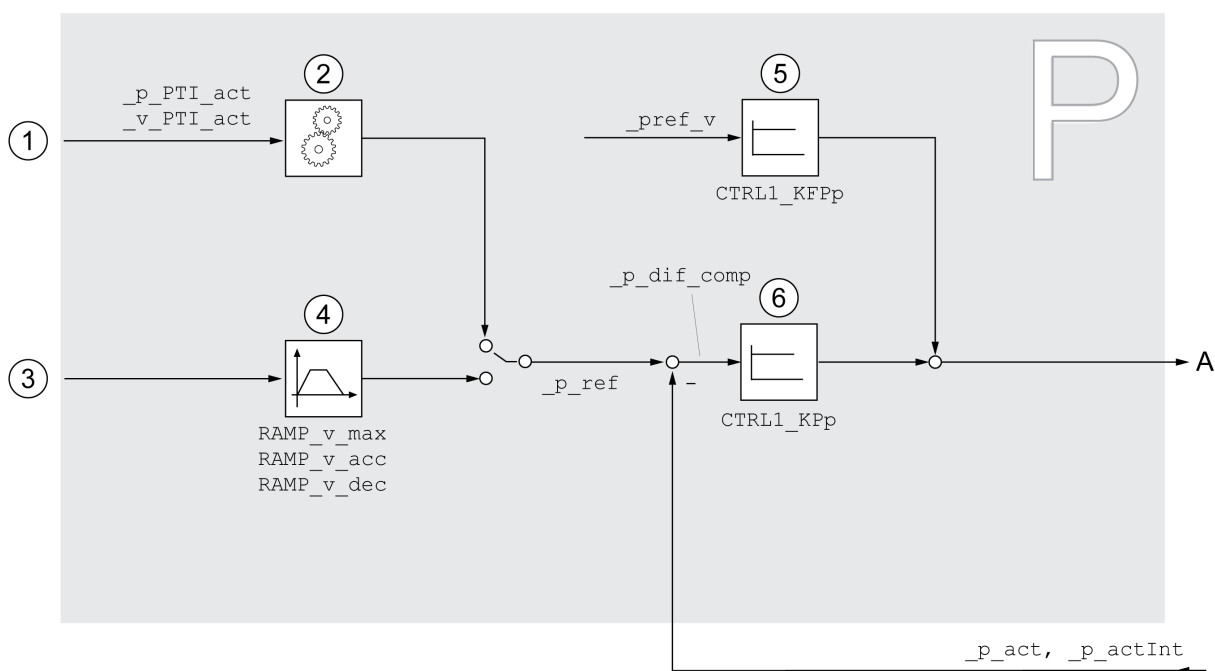 P
2
5
_p_PTI_act
_v_PTI_act
_pref_v
1
CTRL1_KFPp
_p_dif_comp
4
6
3
A
_p_ref
-
CTRL1_KPp
RAMP_v_max
RAMP_v_acc
RAMP_v_dec
_p_act, _p_actInt